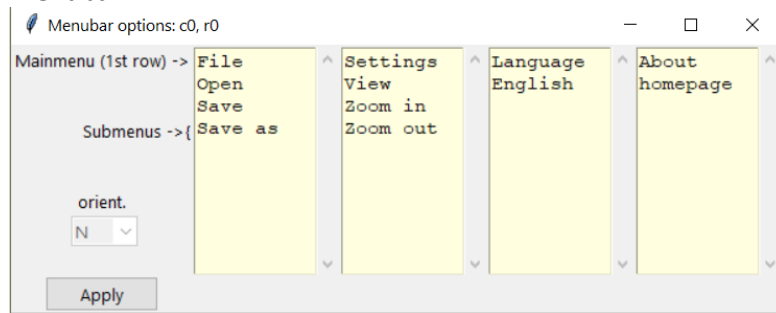 Menubar options: c0, r0
Mainmenu (1st row) ->
File
Open
Save
Save as
Settings
View
Zoom in
Zoom out
Language
English
About
homepage
Submenus ->{
orient.
N
Apply